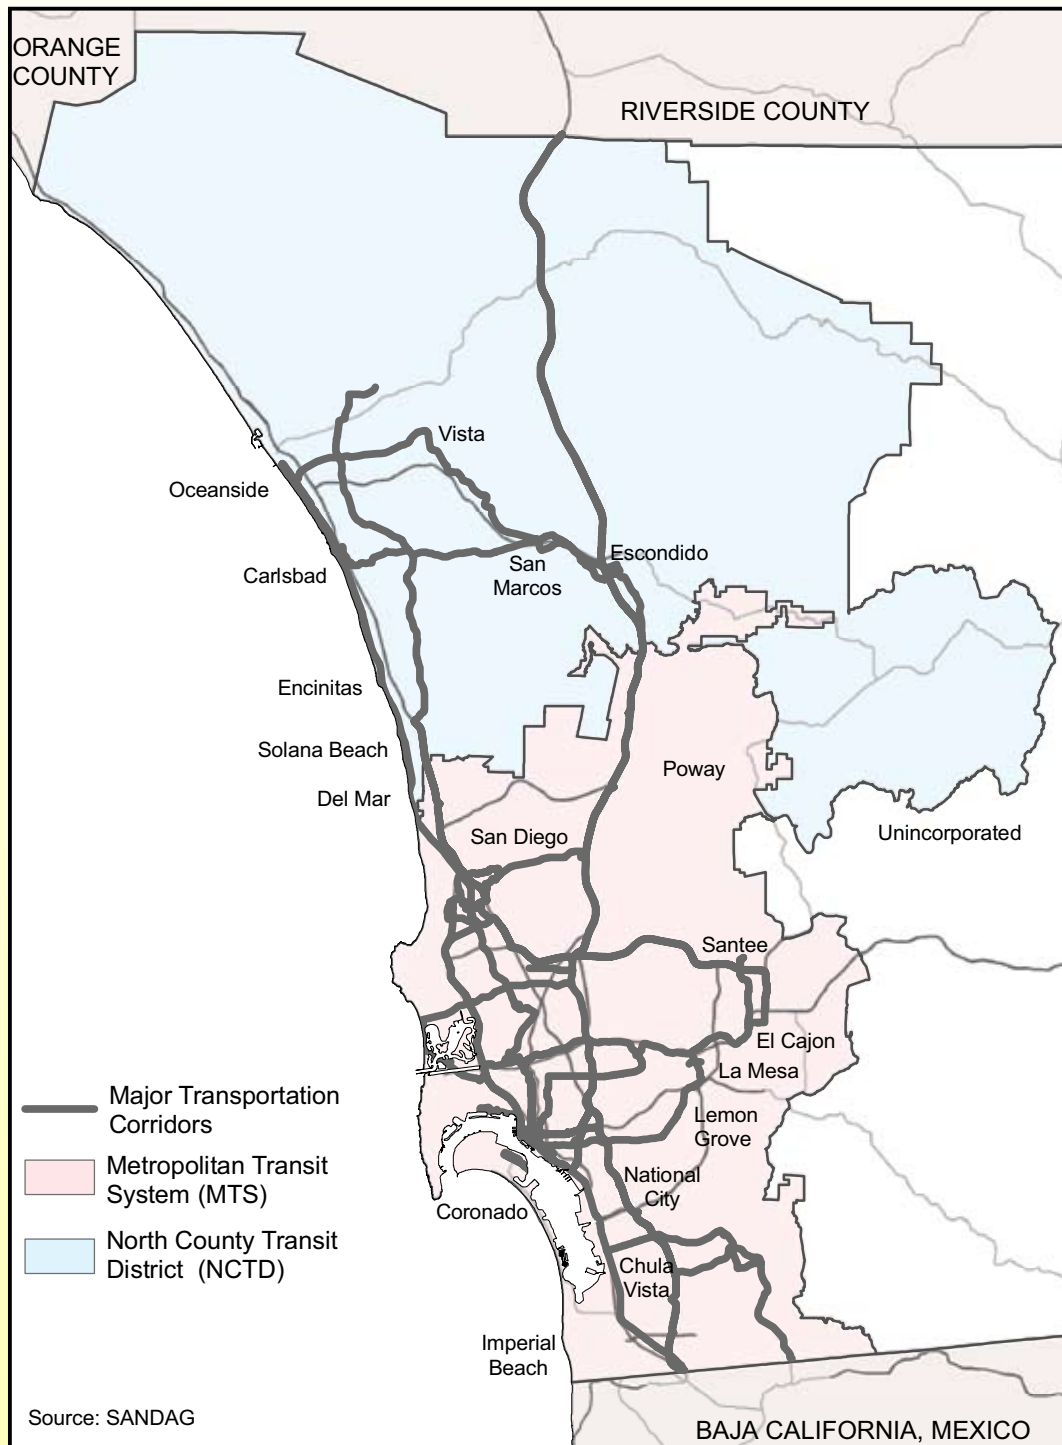 ORANGE
COUNTY
RIVERSIDE COUNTY
Vista
Oceanside
Escondido
San
Marcos
Carlsbad
Encinitas
Solana Beach
Poway
Del Mar
Unincorporated
San Diego
Santee
El Cajon
La Mesa
Major Transportation
Corridors
Lemon
Grove
Metropolitan Transit
System (MTS)
National
City
Coronado
North County Transit
District (NCTD)
Chula
Vista
Imperial
Beach
Source: SANDAG
BAJA CALIFORNIA, MEXICO